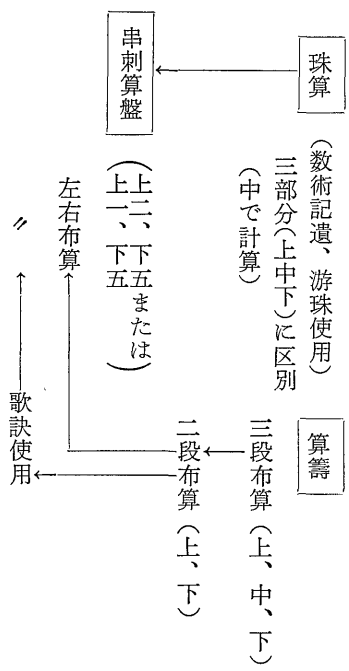 珠算
（数術記遺、游珠使用）
三部分（上中下）に区別
（中で計算）
串刺算盤
（上二、下五または
上一、下五）
左右布算
〃
算籌
三段布算（上、中、下）
二段布算（上、下）
歌訣使用